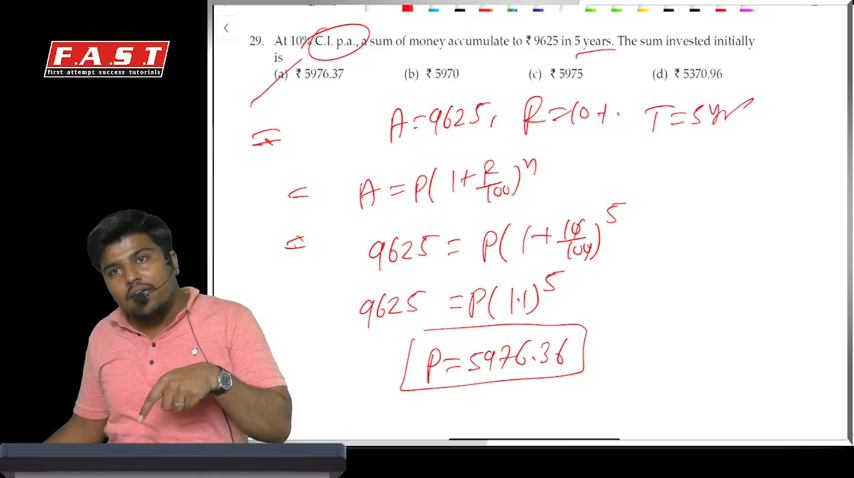 F.A.S.T
first attempt success tutorials
29. At 10% C.I. p.a., a sum of money accumulate to ₹ 9625 in 5 years. The sum invested initially
is
(a) ₹ 5976.37 (b) ₹ 5970 (c) ₹ 5975 (d) ₹ 5370.96
A=9625, R=10%. T=5yr
A = P(1+R/100)^n
9625 = P(1+10/100)^5
9625 = P(1.1)^5
P=5976.36